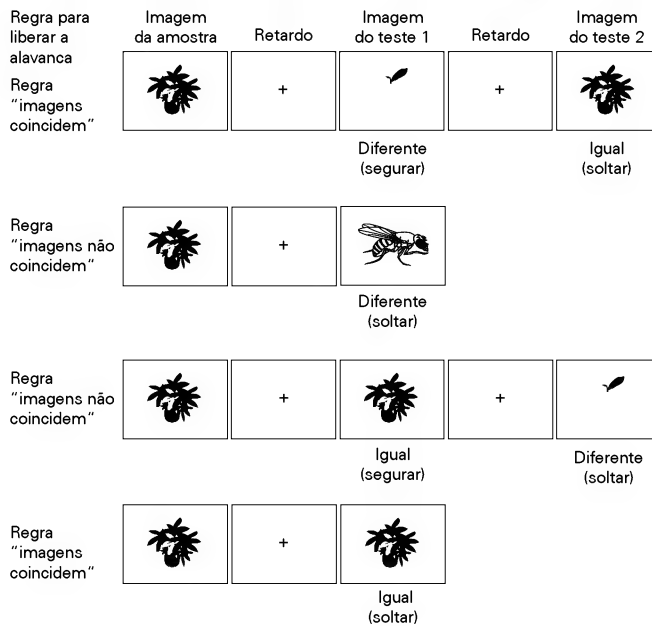 Regra para
liberar a
alavanca
Imagem
da amostra
Retardo
Imagem
do teste 1
Retardo
Imagem
do teste 2
Regra
“imagens
coincidem”
+
+
Diferente
(segurar)
Igual
(soltar)
Regra
“imagens não
coincidem”
+
Diferente
(soltar)
Regra
“imagens não
coincidem”
+
+
Igual
(segurar)
Diferente
(soltar)
Regra
“imagens
coincidem”
+
Igual
(soltar)